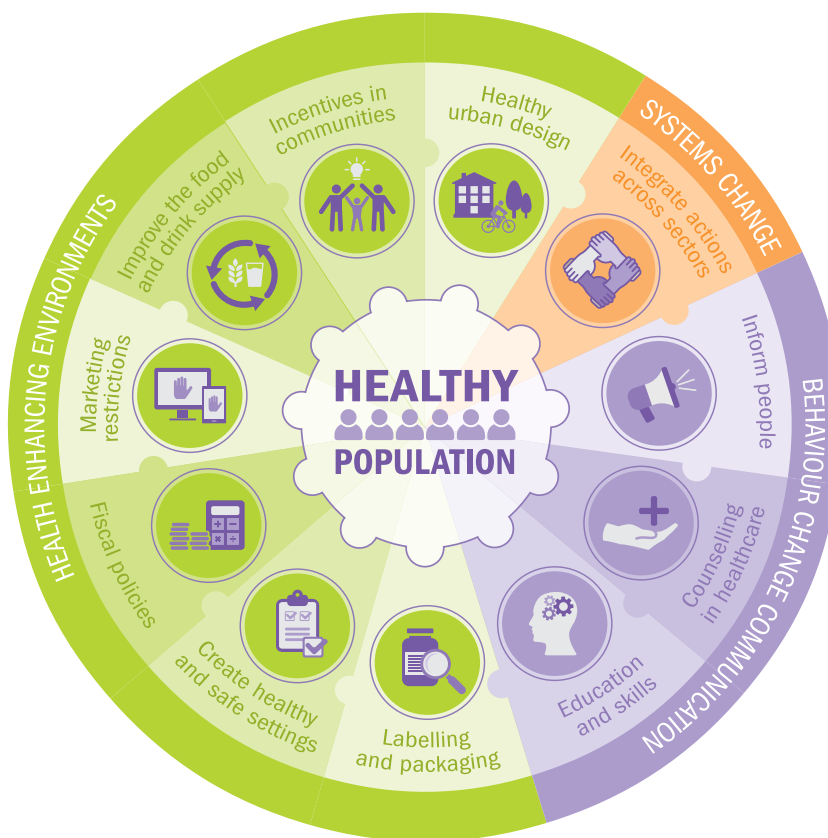 HEALTHY
POPULATION
SYSTEMS CHANGE
Integrate actions
across sectors
BEHAVIOUR CHANGE COMMUNICATION
Inform people
Counselling
in healthcare
Education
and skills
HEALTH ENHANCING ENVIRONMENTS
Labelling
and packaging
Create healthy
and safe settings
Fiscal policies
Marketing
restrictions
Improve the food
and drink supply
Incentives in
communities
Healthy
urban design